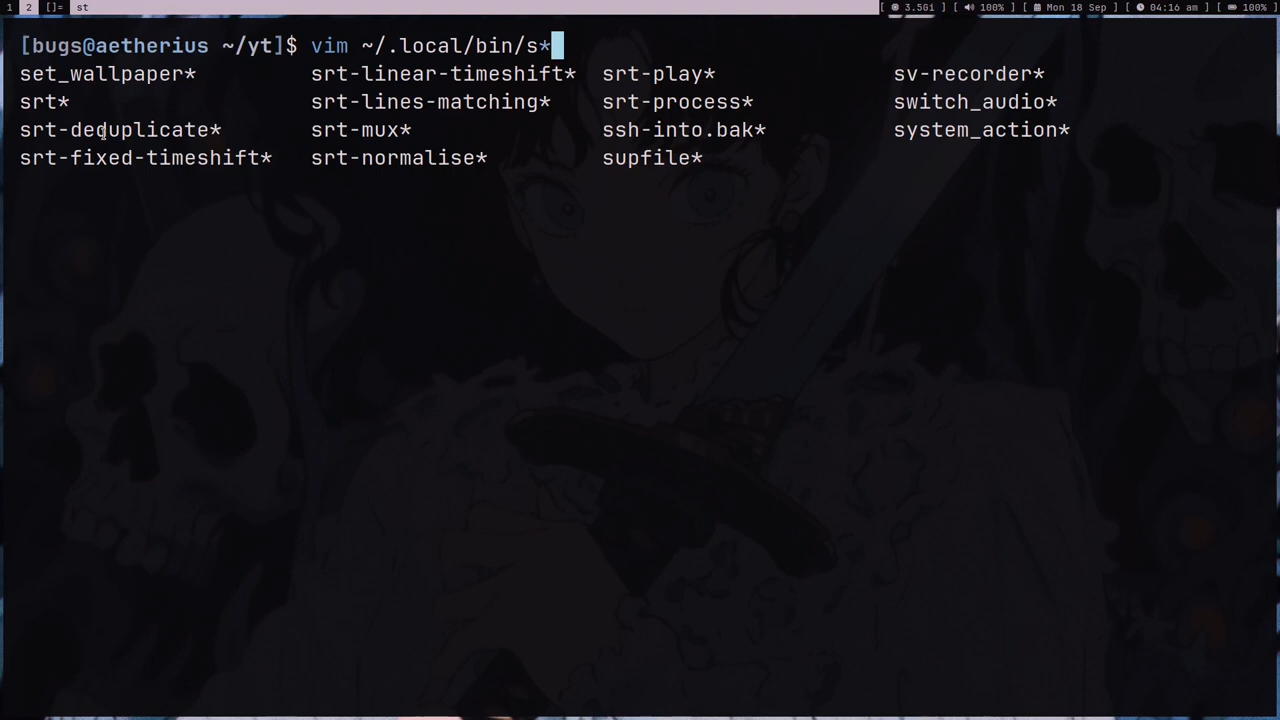 1 2 []= st [ 3.5Gi ] [ 100% ] [ Mon 18 Sep ] [ 04:16 am ] [ 100% ]
[bugs@aetherius ~/yt]$ vim ~/.local/bin/s*
set_wallpaper* srt-linear-timeshift* srt-play* sv-recorder*
srt* srt-lines-matching* srt-process* switch_audio*
srt-deduplicate* srt-mux* ssh-into.bak* system_action*
srt-fixed-timeshift* srt-normalise* supfile*